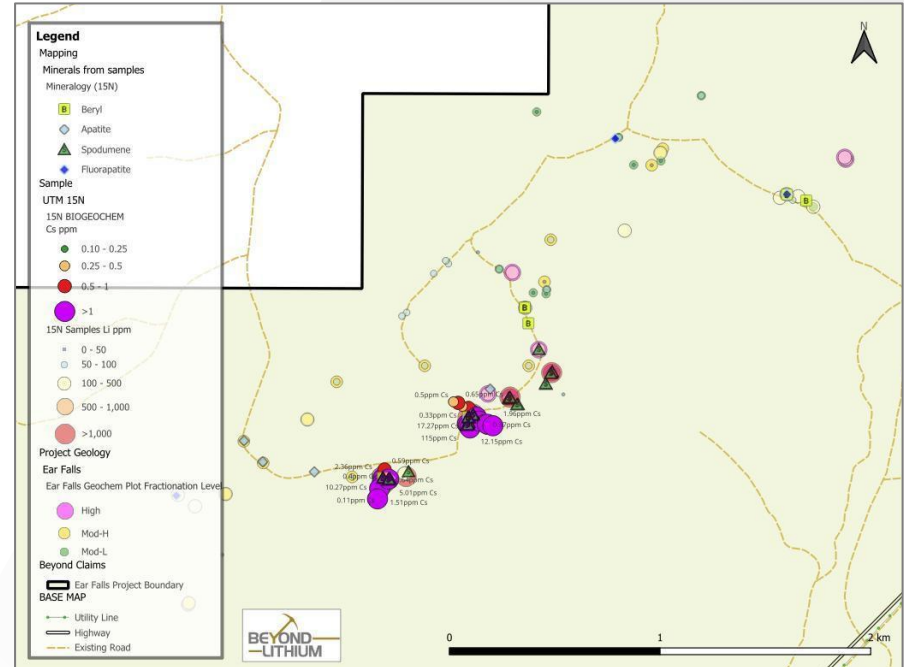 Legend
Mapping
Minerals from samples
Mineralogy (15N)
B Beryl
Apatite
Spodumene
Fluorapatite
Sample
UTM 15N
15N BIOGEOCHEM
Cs ppm
0.10 - 0.25
0.25 - 0.5
0.5 - 1
>1
15N Samples Li ppm
0 - 50
50 - 100
100 - 500
500 - 1,000
>1,000
Project Geology
Ear Falls
Ear Falls Geochem Plot Fractionation Level
High
Mod-H
Mod-L
Beyond Claims
Ear Falls Project Boundary
BASE MAP
Utility Line
Highway
Existing Road
N
B
B
B
0.5ppm Cs
0.33ppm Cs
17.27ppm Cs
115ppm Cs
1.96ppm Cs
12.15ppm Cs
0.59ppm Cs
2.36ppm Cs
10.27ppm Cs
5.01ppm Cs
0.11ppm Cs
1.51ppm Cs
BEYOND
LITHIUM
0 1 2 km